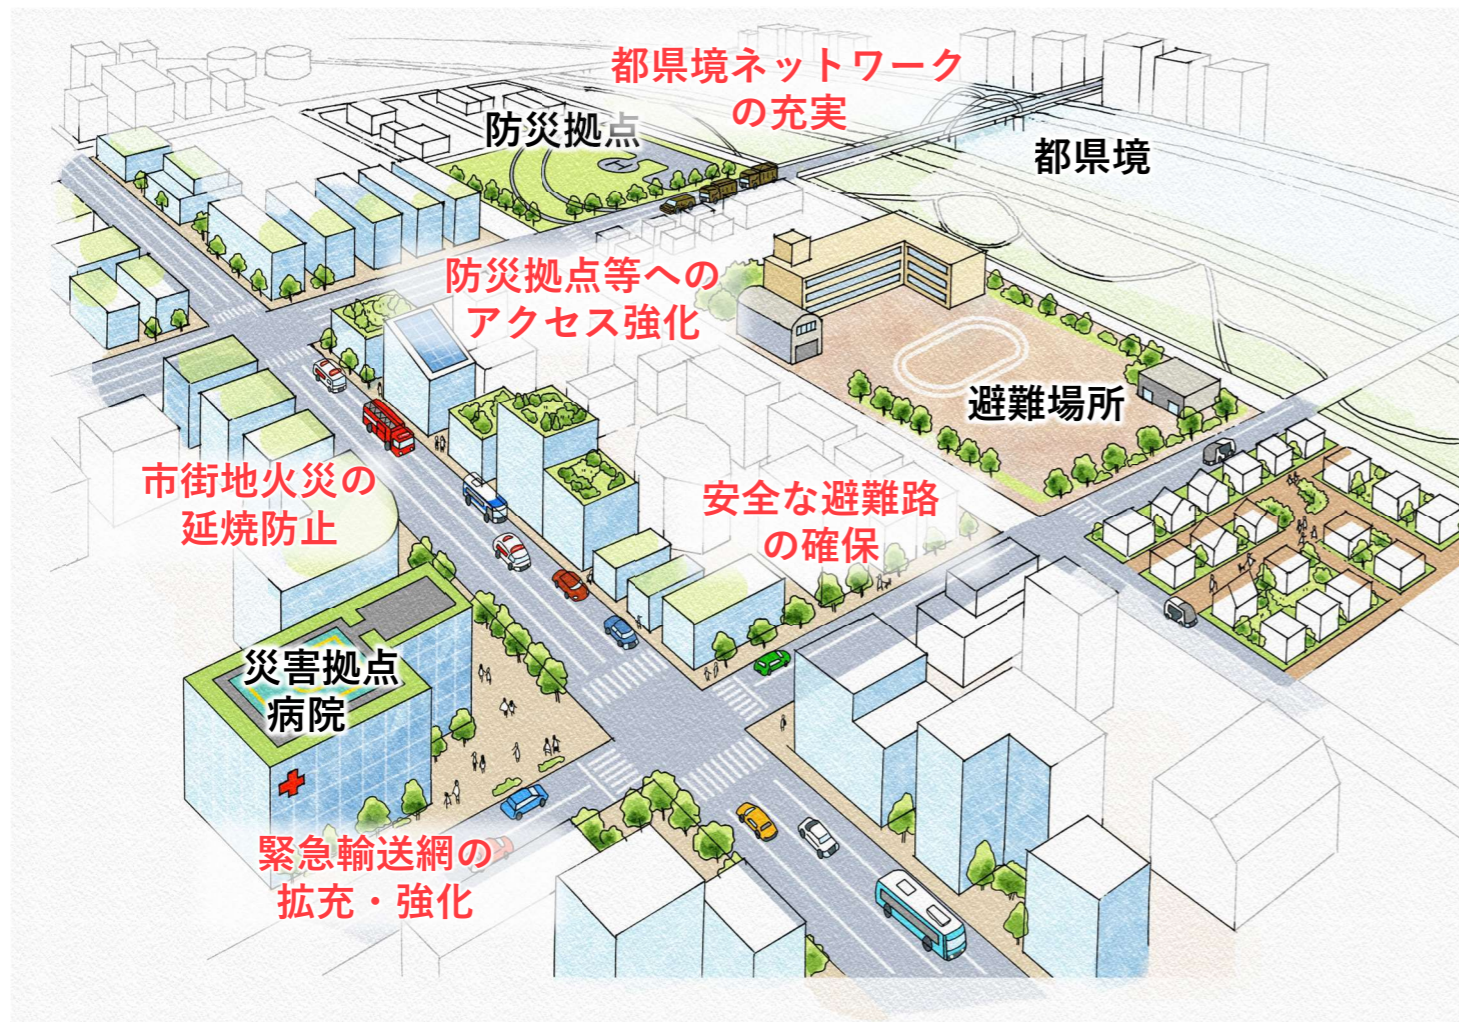 都県境ネットワーク
の充実
防災拠点
都県境
防災拠点等への
アクセス強化
避難場所
市街地火災の
延焼防止
安全な避難路
の確保
災害拠点
病院
緊急輸送網の
拡充・強化
H